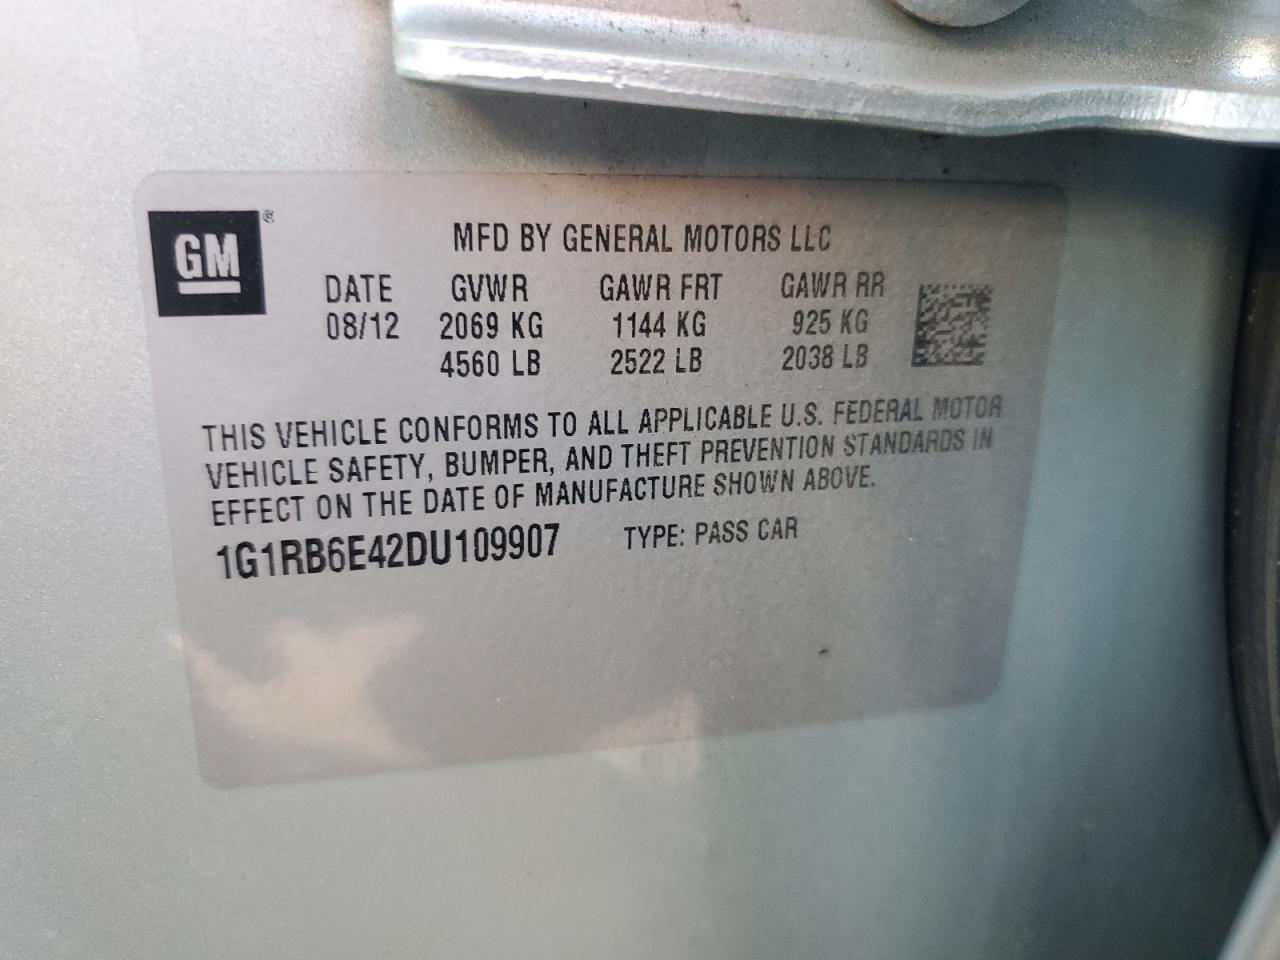 GM ®
MFD BY GENERAL MOTORS LLC
DATE GVWR GAWR FRT GAWR RR
08/12 2069 KG 1144 KG 925 KG
4560 LB 2522 LB 2038 LB
THIS VEHICLE CONFORMS TO ALL APPLICABLE U.S. FEDERAL MOTOR
VEHICLE SAFETY, BUMPER, AND THEFT PREVENTION STANDARDS IN
EFFECT ON THE DATE OF MANUFACTURE SHOWN ABOVE.
1G1RB6E42DU109907 TYPE: PASS CAR